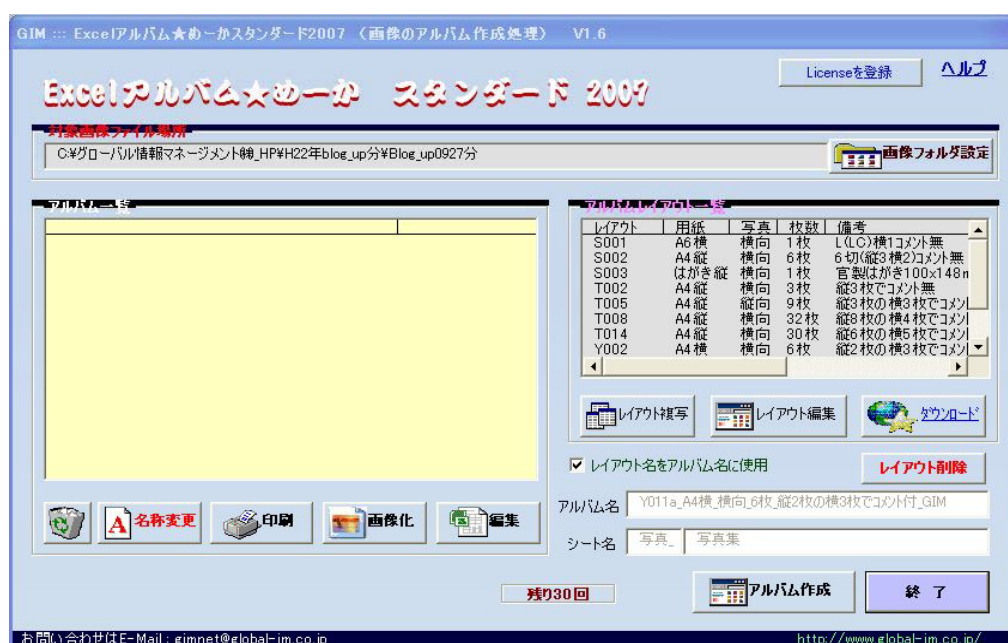 GIM ::: Excelアルバム★めーかスタンダード2007 （画像のアルバム作成処理） V1.6
Excelアルバム★めーか スタンダード 2007
Licenseを登録
ヘルプ
対象画像ファイル場所
C:¥グローバル情報マネージメント㈱_HP¥H22年blog_up分¥Blog_up0927分
画像フォルダ設定
アルバム一覧
アルバムレイアウト一覧
レイアウト 用紙 写真 枚数 備考
S001 A6横 横向 1枚 L(LC)横1コメント無
S002 A4縦 横向 6枚 6切(縦3横2)コメント無
S003 はがき縦 横向 1枚 官製はがき100x148m
T002 A4縦 横向 3枚 縦3枚でコメント無
T005 A4縦 縦向 9枚 縦3枚の横3枚でコメン
T008 A4縦 横向 32枚 縦8枚の横4枚でコメン
T014 A4縦 横向 30枚 縦6枚の横5枚でコメン
Y002 A4横 横向 6枚 縦2枚の横3枚でコメン
レイアウト複写
レイアウト編集
ダウンロード
レイアウト名をアルバム名に使用
レイアウト削除
アルバム名 Y011a_A4横_横向_6枚_縦2枚の横3枚でコメント付_GIM
シート名 写真_ 写真集
名称変更
印刷
画像化
編集
残り30回
アルバム作成
終 了
お問い合わせはE-Mail : gimnet@global-im.co.jp
http://www.global-im.co.jp/